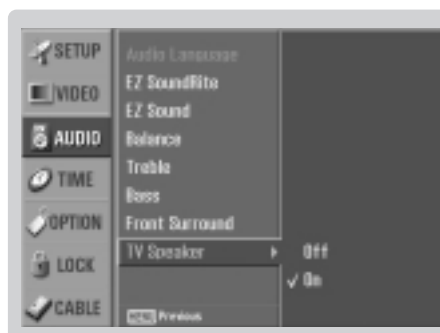 SETUP
VIDEO
AUDIO
TIME
OPTION
LOCK
CABLE
Audio Language
EZ SoundRite
EZ Sound
Balance
Treble
Bass
Front Surround
TV Speaker
Off
✓ On
MENU Previous